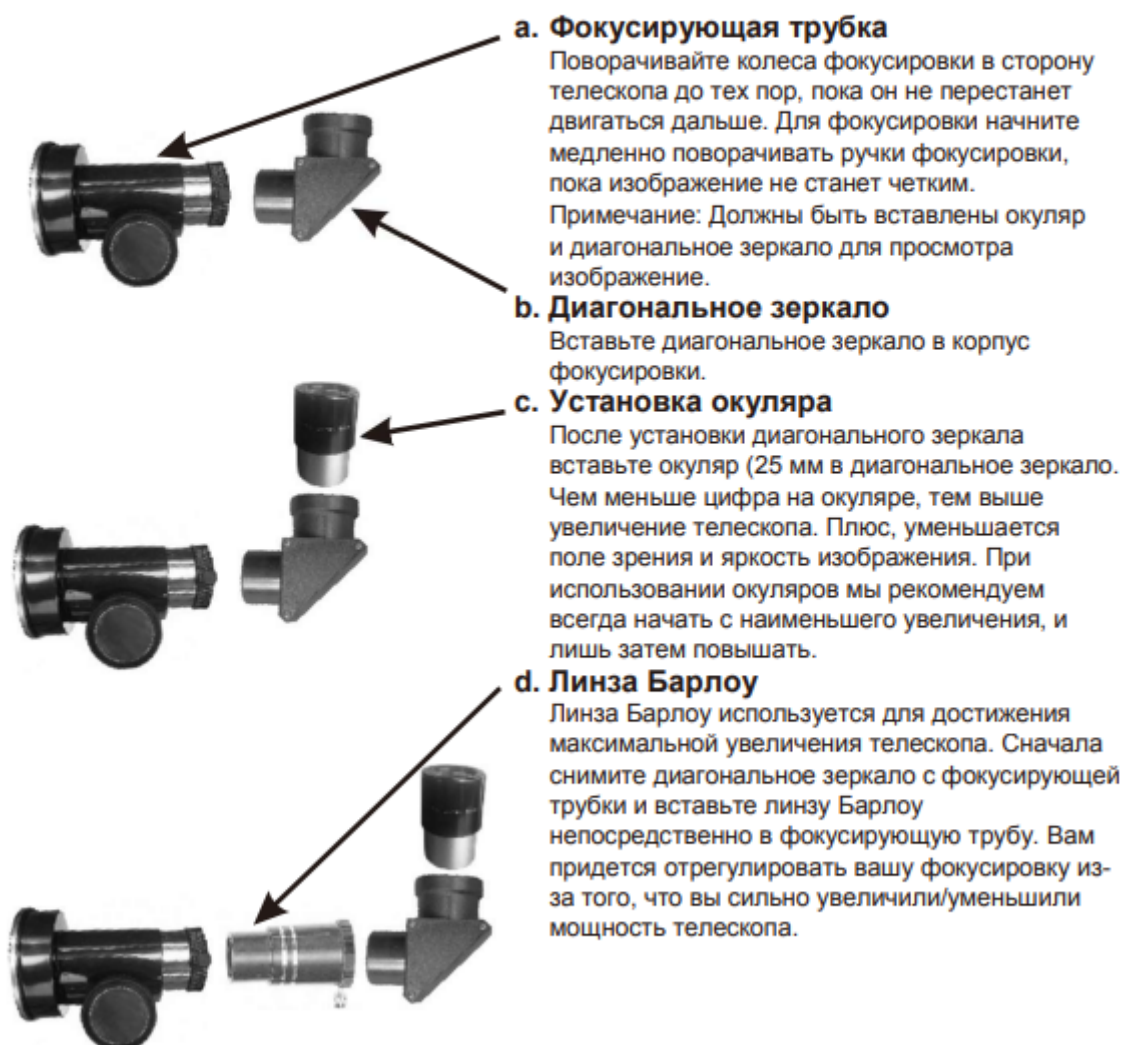 a. Фокусирующая трубка
Поворачивайте колеса фокусировки в сторону
телескопа до тех пор, пока он не перестанет
двигаться дальше. Для фокусировки начните
медленно поворачивать ручки фокусировки,
пока изображение не станет четким.
Примечание: Должны быть вставлены окуляр
и диагональное зеркало для просмотра
изображение.
b. Диагональное зеркало
Вставьте диагональное зеркало в корпус
фокусировки.
c. Установка окуляра
После установки диагонального зеркала
вставьте окуляр (25 мм в диагональное зеркало.
Чем меньше цифра на окуляре, тем выше
увеличение телескопа. Плюс, уменьшается
поле зрения и яркость изображения. При
использовании окуляров мы рекомендуем
всегда начать с наименьшего увеличения, и
лишь затем повышать.
d. Линза Барлоу
Линза Барлоу используется для достижения
максимальной увеличения телескопа. Сначала
снимите диагональное зеркало с фокусирующей
трубки и вставьте линзу Барлоу
непосредственно в фокусирующую трубу. Вам
придется отрегулировать вашу фокусировку из-
за того, что вы сильно увеличили/уменьшили
мощность телескопа.